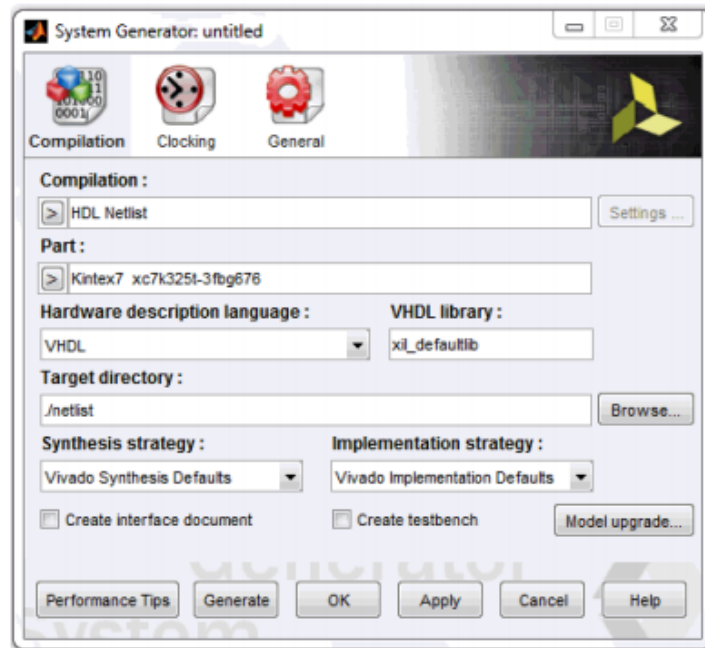 System Generator: untitled
Compilation
Clocking
General
Compilation :
> HDL Netlist
Settings ...
Part :
> Kintex7 xc7k325t-3fbg676
Hardware description language :
VHDL library :
VHDL
xil_defaultlib
Target directory :
./netlist
Browse...
Synthesis strategy :
Implementation strategy :
Vivado Synthesis Defaults
Vivado Implementation Defaults
Create interface document
Create testbench
Model upgrade...
Performance Tips
Generate
OK
Apply
Cancel
Help